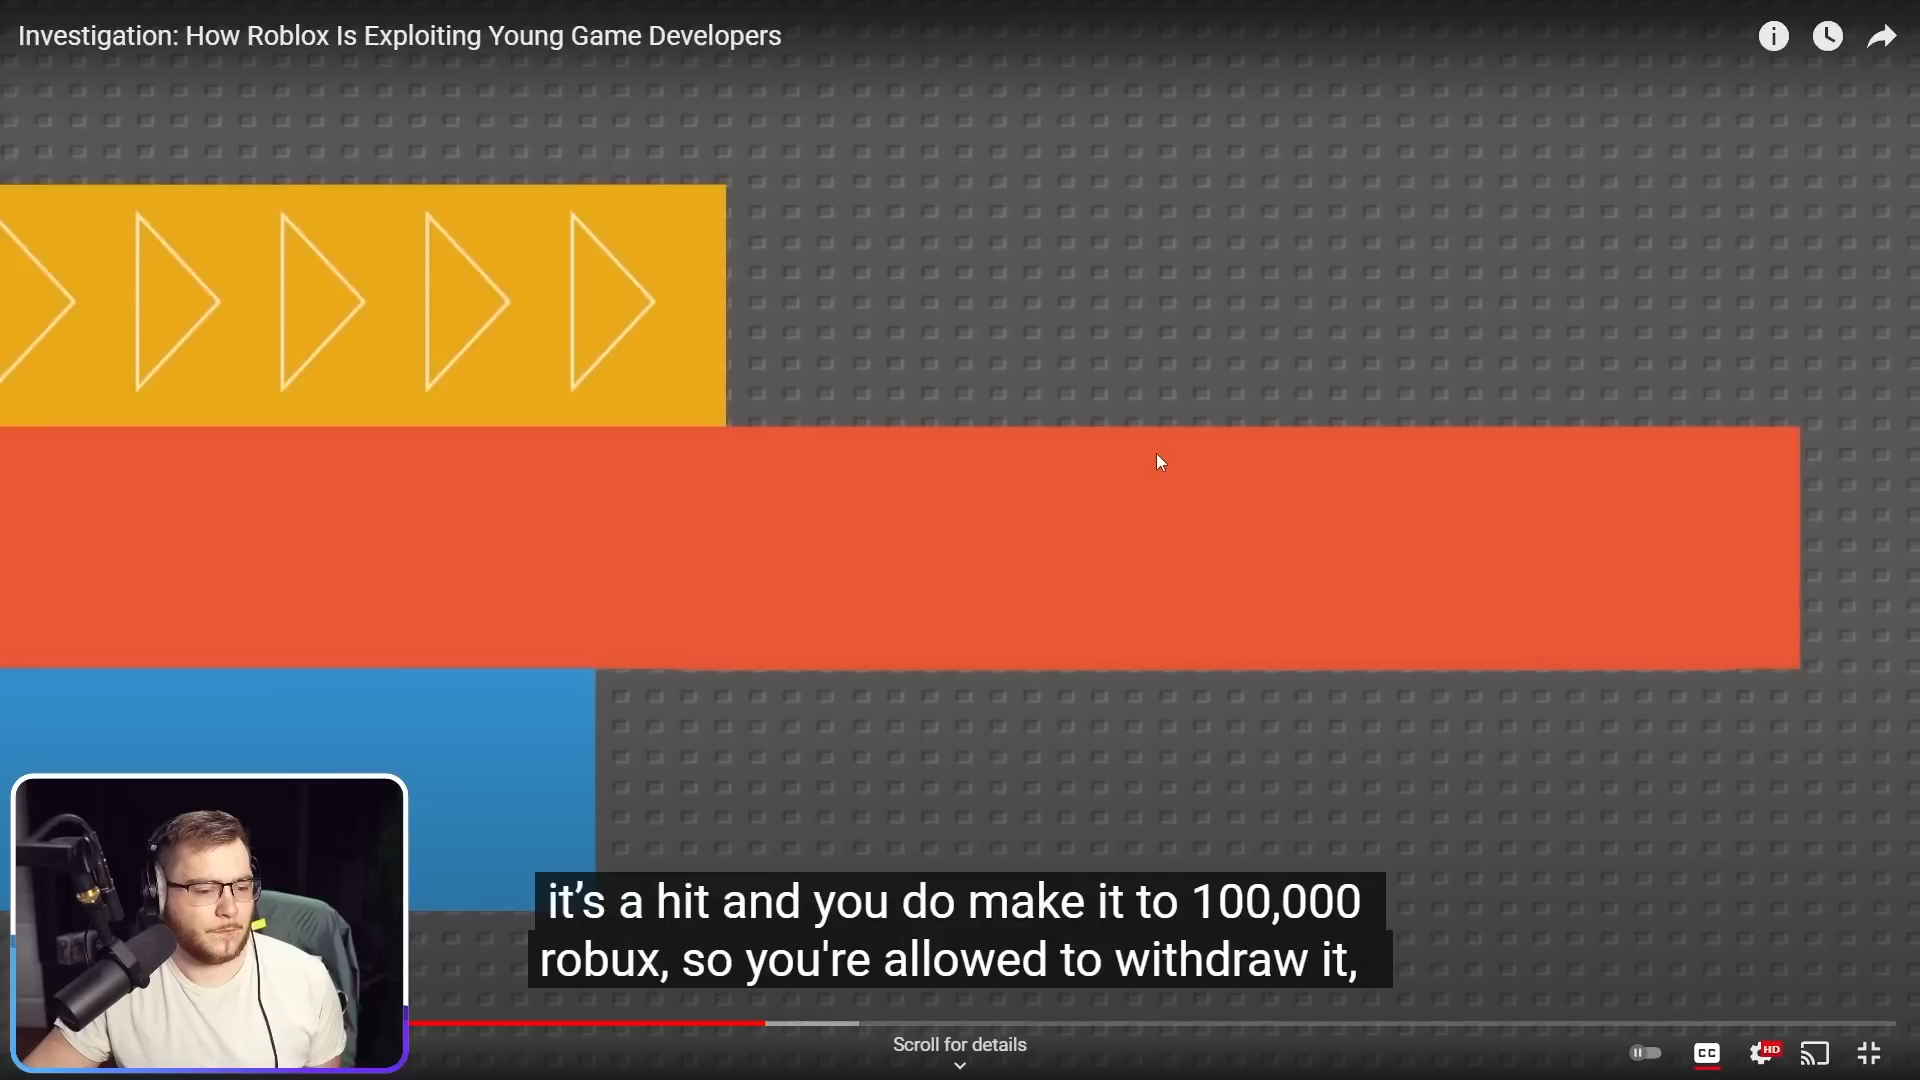 Investigation: How Roblox Is Exploiting Young Game Developers
it’s a hit and you do make it to 100,000
robux, so you're allowed to withdraw it,
Scroll for details
CC
HD